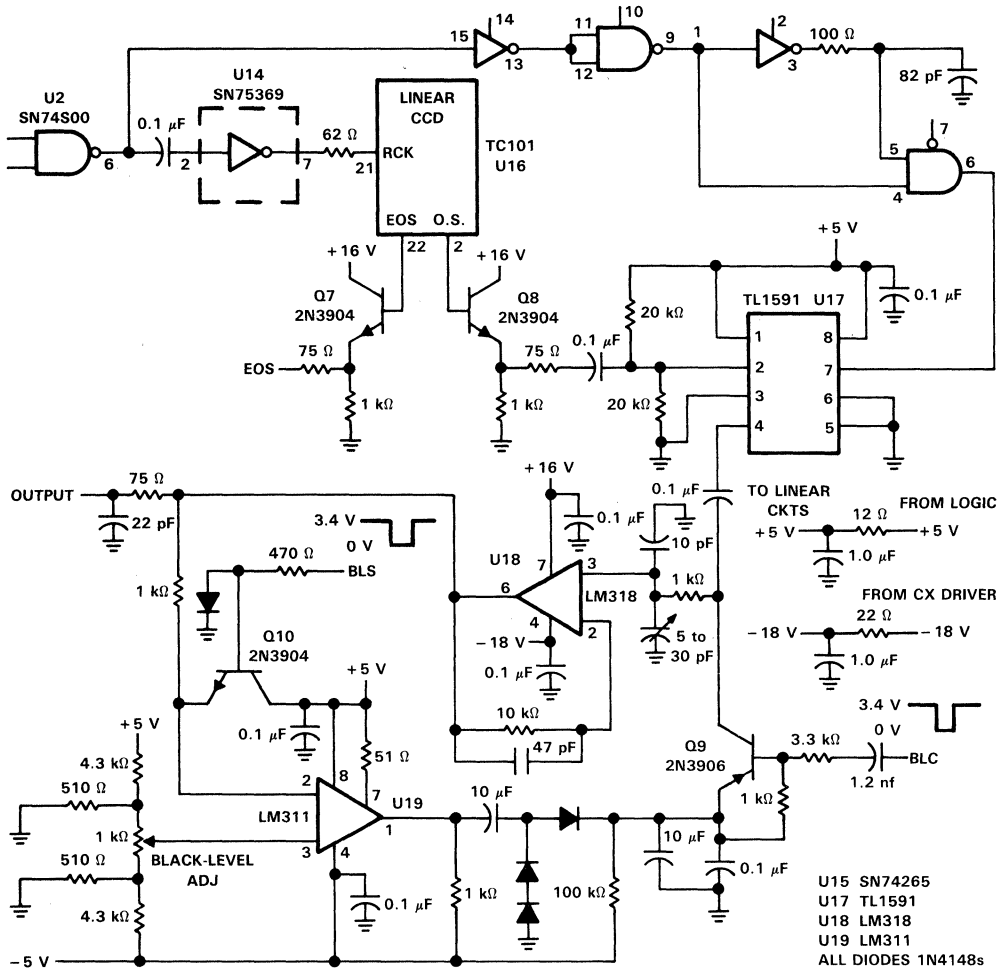 14
10
15
13
11
12
9
1
2
3
100 Ω
82 pF
U2
SN74S00
6
0.1 μF
U14
SN75369
2
7
62 Ω
21
LINEAR
CCD
RCK
TC101
U16
EOS O.S.
22
2
7
5
4
6
+16 V
+16 V
Q7
2N3904
Q8
2N3904
75 Ω
EOS
1 kΩ
75 Ω
1 kΩ
0.1 μF
20 kΩ
20 kΩ
+5 V
0.1 μF
TL1591 U17
1
2
3
4
8
7
6
5
OUTPUT
75 Ω
22 pF
3.4 V
0 V
470 Ω
BLS
1 kΩ
Q10
2N3904
+16 V
0.1 μF
U18
7
6
4
3
2
LM318
-18 V
0.1 μF
10 pF
1 kΩ
5 to
30 pF
0.1 μF
TO LINEAR
CKTS
FROM LOGIC
+5 V
12 Ω
+5 V
1.0 μF
FROM CX DRIVER
22 Ω
-18 V
-18 V
1.0 μF
10 kΩ
47 pF
+5 V
0.1 μF
51 Ω
+5 V
4.3 kΩ
510 Ω
1 kΩ
510 Ω
4.3 kΩ
BLACK-LEVEL
ADJ
2
8
7
LM311
U19
1
3
4
0.1 μF
10 μF
1 kΩ
100 kΩ
Q9
2N3906
3.4 V
0 V
3.3 kΩ
BLC
1.2 nf
1 kΩ
10 μF
0.1 μF
-5 V
U15 SN74265
U17 TL1591
U18 LM318
U19 LM311
ALL DIODES 1N4148s